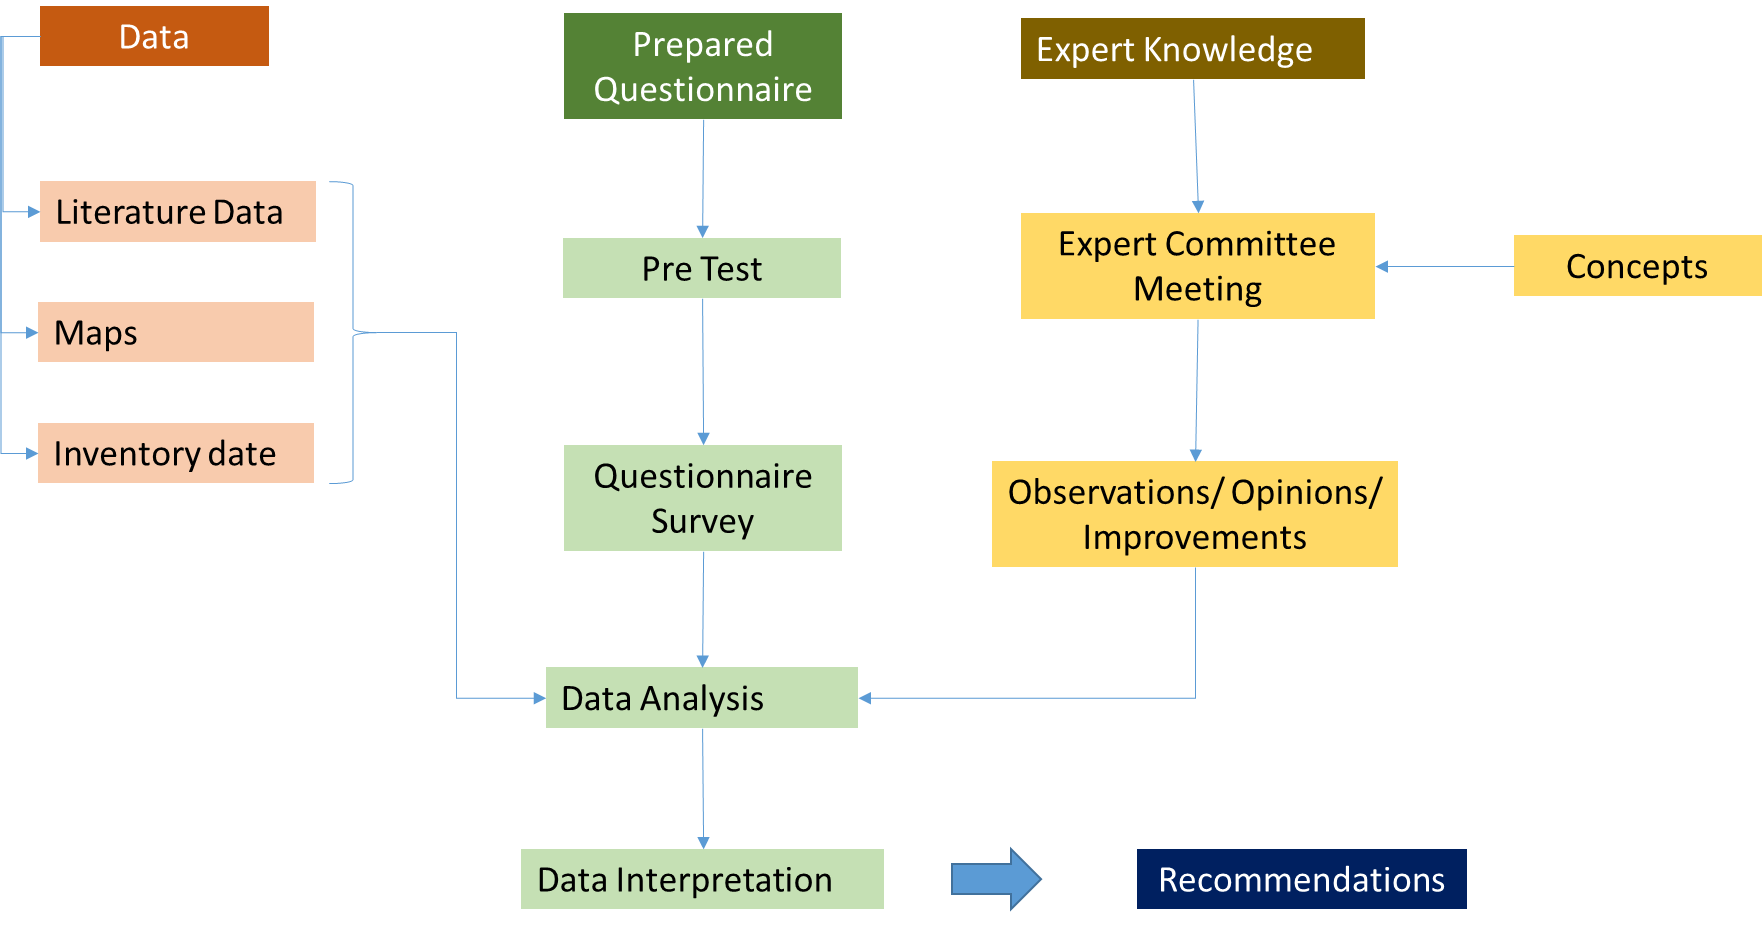 Data
Literature Data
Maps
Inventory date
Prepared
Questionnaire
Pre Test
Questionnaire
Survey
Data Analysis
Data Interpretation
Expert Knowledge
Expert Committee
Meeting
Concepts
Observations/ Opinions/
Improvements
Recommendations